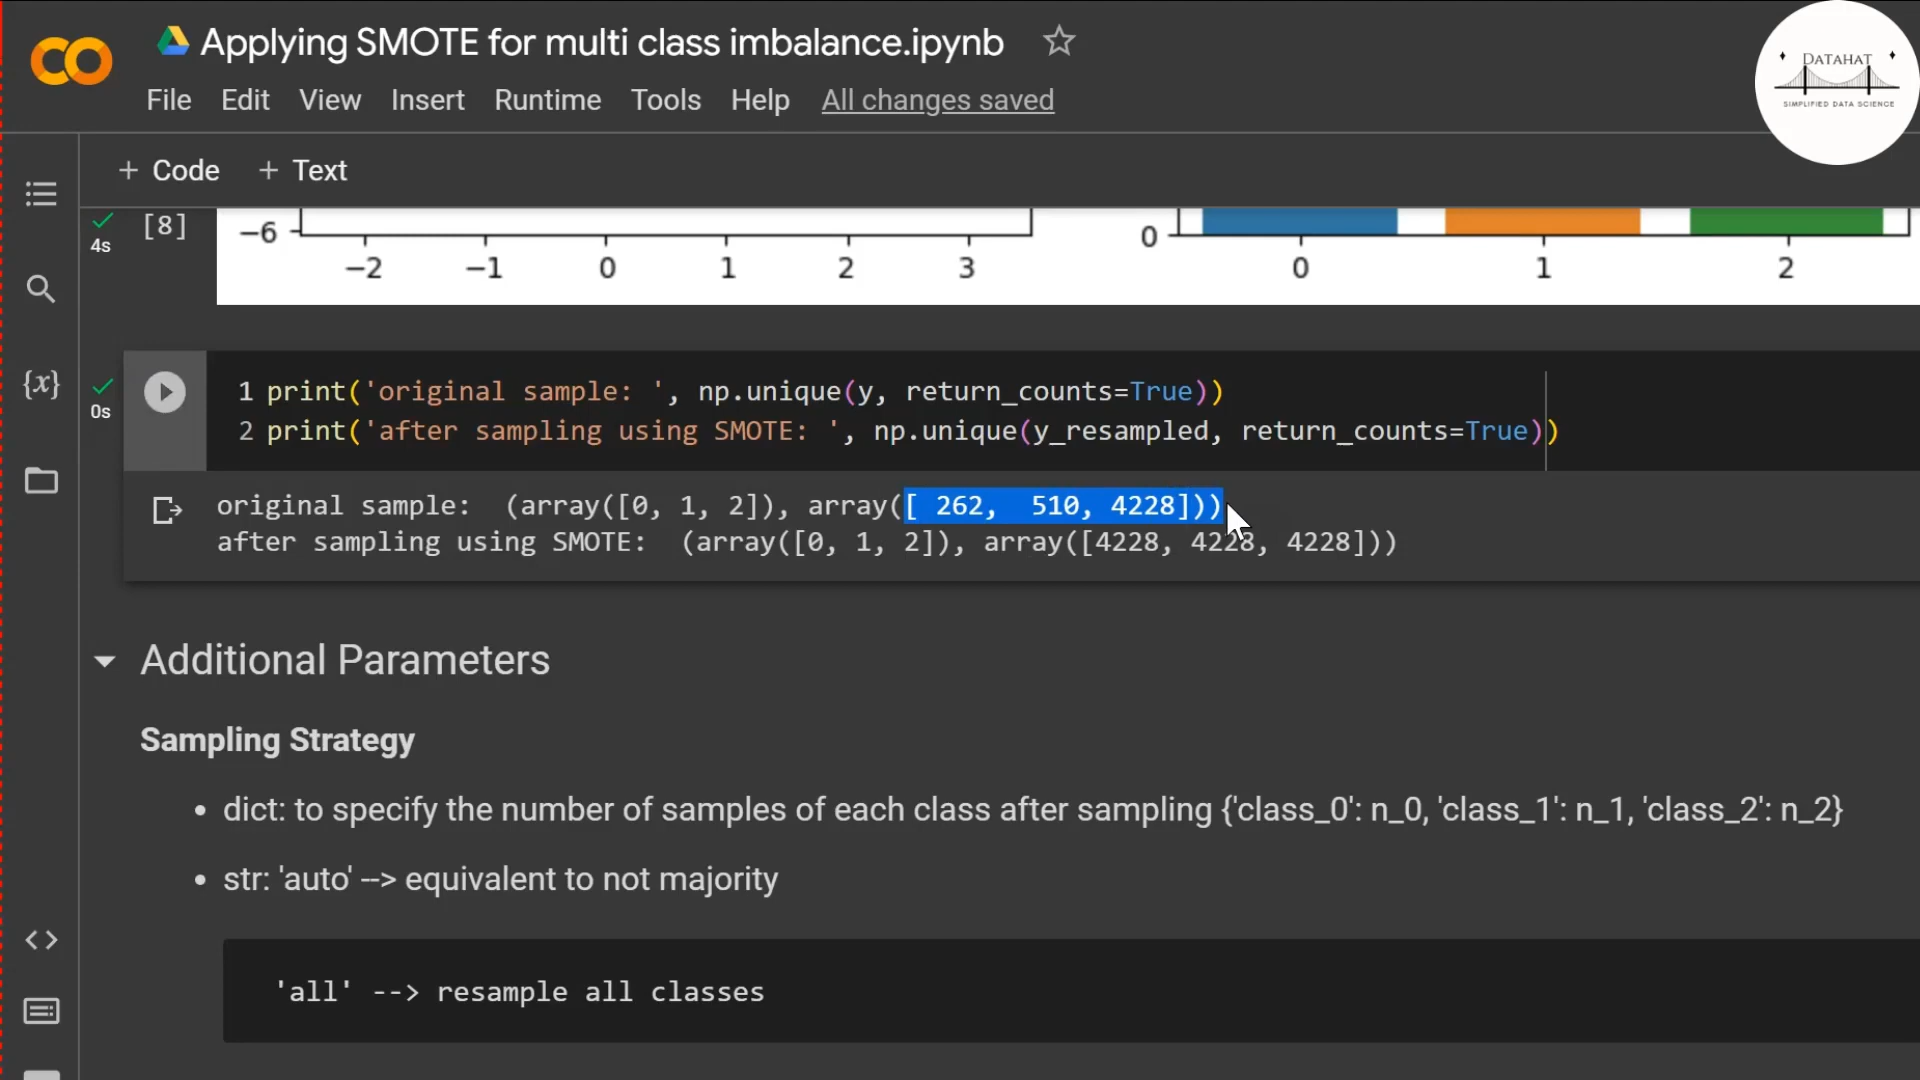 Applying SMOTE for multi class imbalance.ipynb
DATAHAT
SIMPLIFIED DATA SCIENCE
File Edit View Insert Runtime Tools Help All changes saved
+ Code + Text
4s
[8]
−6
−2 −1 0 1 2 3
0
0 1 2
{x}
0s
1 print('original sample: ', np.unique(y, return_counts=True))
2 print('after sampling using SMOTE: ', np.unique(y_resampled, return_counts=True))
original sample:  (array([0, 1, 2]), array([ 262,  510, 4228]))
after sampling using SMOTE:  (array([0, 1, 2]), array([4228, 4228, 4228]))
Additional Parameters
Sampling Strategy
• dict: to specify the number of samples of each class after sampling {'class_0': n_0, 'class_1': n_1, 'class_2': n_2}
• str: 'auto' --> equivalent to not majority
'all' --> resample all classes